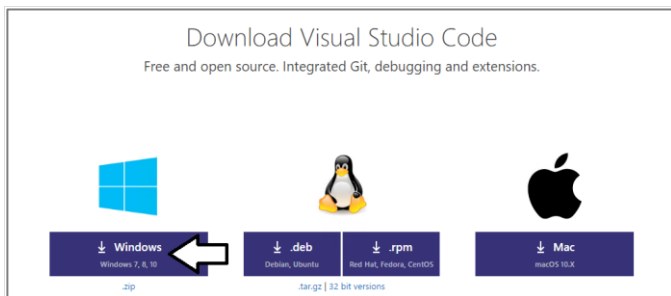 Download Visual Studio Code
Free and open source. Integrated Git, debugging and extensions.
Windows
Windows 7, 8, 10
.zip
.deb
Debian, Ubuntu
.rpm
Red Hat, Fedora, CentOS
.tar.gz | 32 bit versions
Mac
macOS 10.X